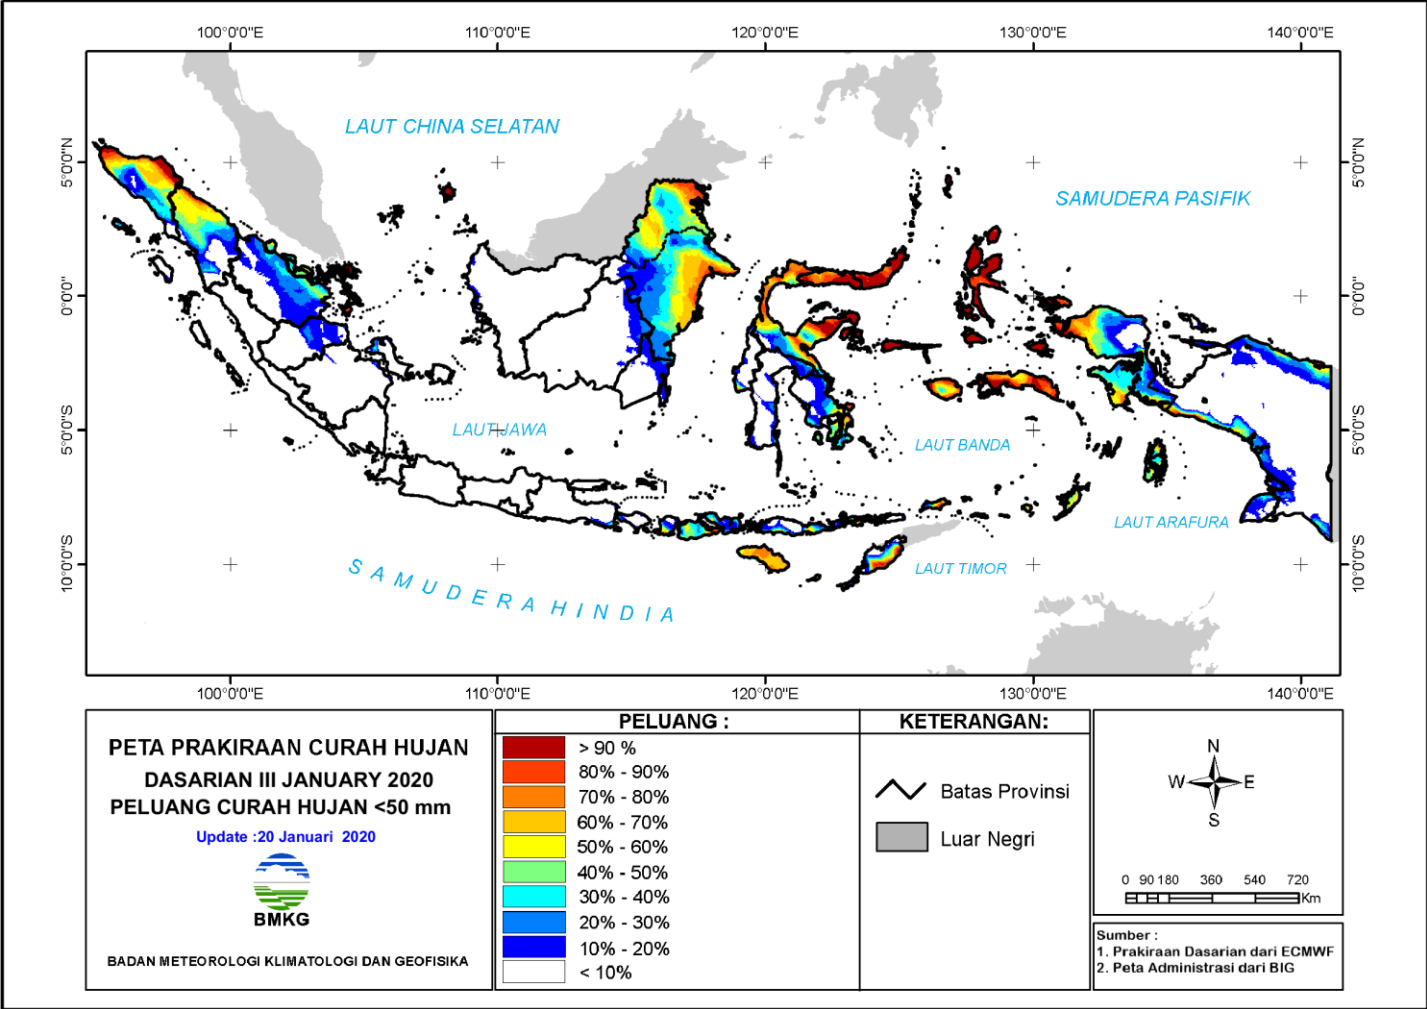 100°0'0"E 110°0'0"E 120°0'0"E 130°0'0"E 140°0'0"E
5°0'0"N
0°0'0"
5°0'0"S
10°0'0"S
LAUT CHINA SELATAN
SAMUDERA PASIFIK
LAUT JAWA
LAUT BANDA
LAUT ARAFURA
LAUT TIMOR
SAMUDERA HINDIA
5°0'0"N
0°0'0"
5°0'0"S
10°0'0"S
100°0'0"E 110°0'0"E 120°0'0"E 130°0'0"E 140°0'0"E
PETA PRAKIRAAN CURAH HUJAN
DASARIAN III JANUARY 2020
PELUANG CURAH HUJAN <50 mm
Update :20 Januari 2020
BMKG
BADAN METEOROLOGI KLIMATOLOGI DAN GEOFISIKA
PELUANG :
> 90 %
80% - 90%
70% - 80%
60% - 70%
50% - 60%
40% - 50%
30% - 40%
20% - 30%
10% - 20%
< 10%
KETERANGAN:
Batas Provinsi
Luar Negri
N
W E
S
0 90 180 360 540 720
Km
Sumber :
1. Prakiraan Dasarian dari ECMWF
2. Peta Administrasi dari BIG